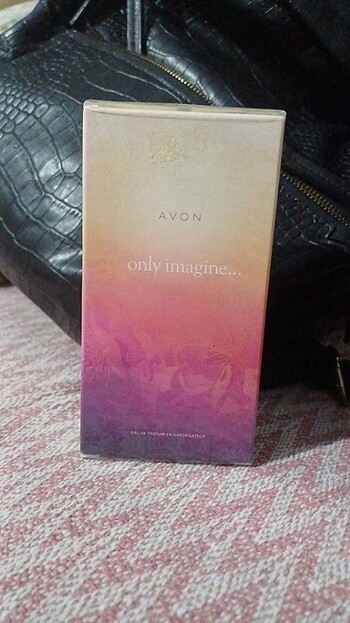 AVON
only imagine...
EAU DE PARFUM EN VAPORISATEUR